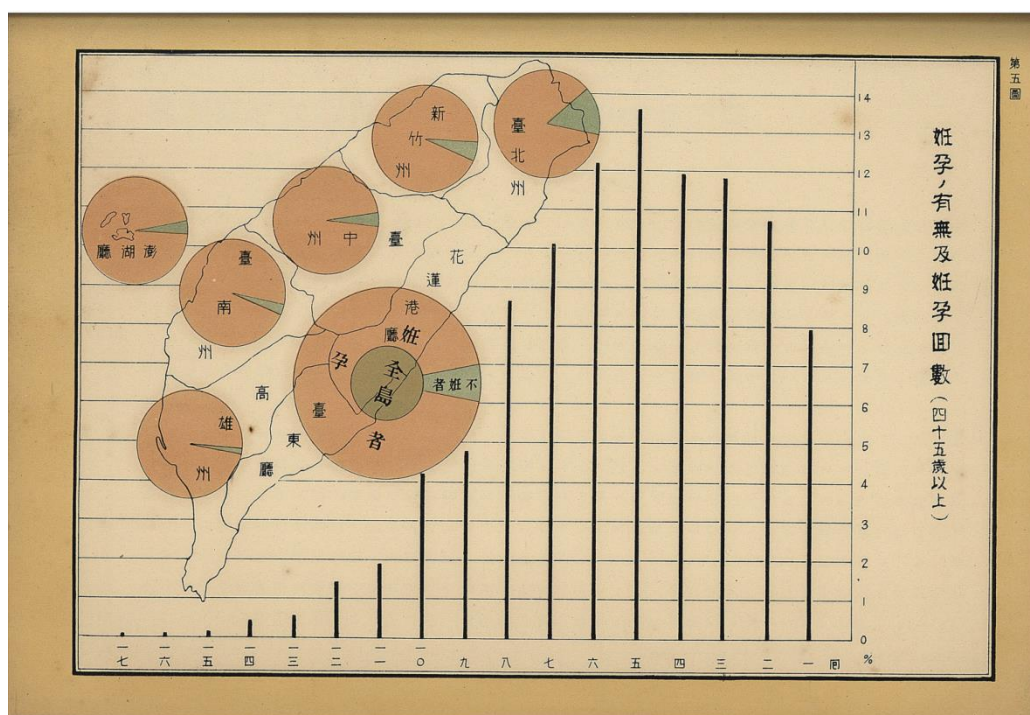 第五圖
姙孕ノ有無及姙孕回數(四十五歲以上)
臺北州
新竹州
臺中州
臺南州
高雄州
花蓮港廳
臺東廳
澎湖廳
全島
姙孕者
不姙者
14
13
12
11
10
9
8
7
6
5
4
3
2
1
0
%
回
一
二
三
四
五
六
七
八
九
一〇
一一
一二
一三
一四
一五
一六
一七